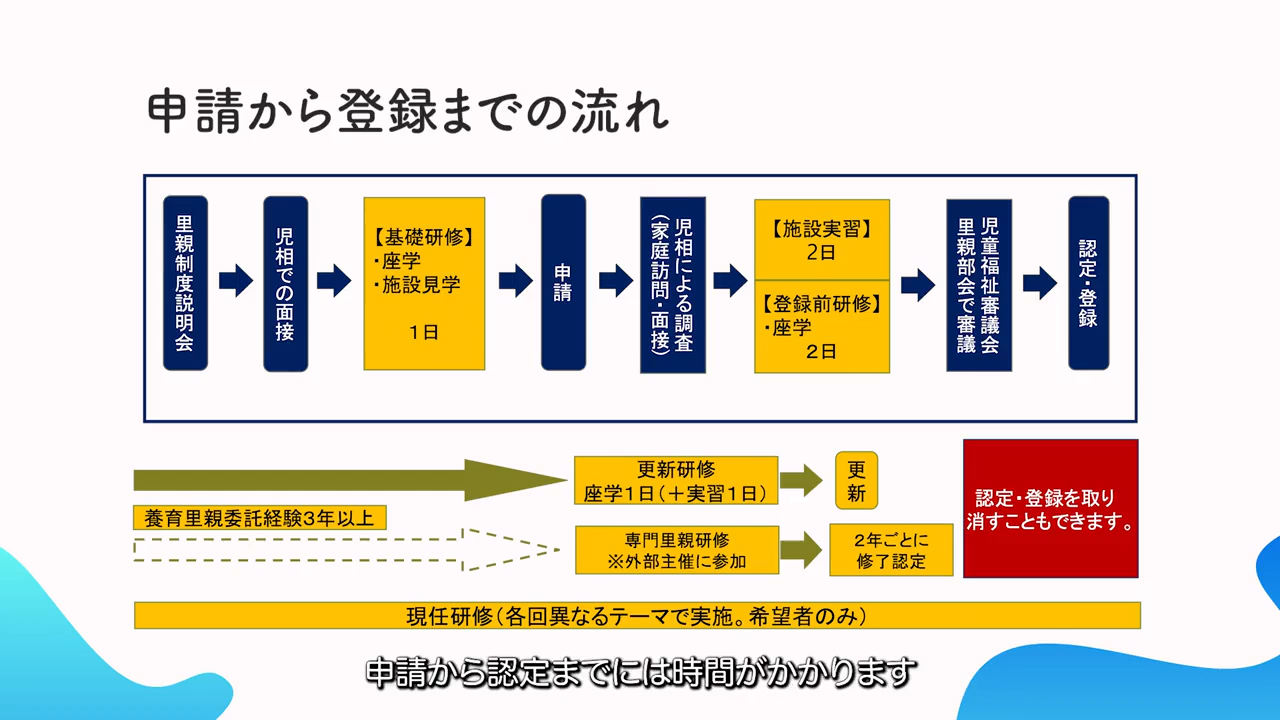 申請から登録までの流れ
里親制度説明会
児相での面接
【基礎研修】
・座学
・施設見学
1日
申請
児相による調査
(家庭訪問・面接)
【施設実習】
2日
【登録前研修】
・座学
2日
児童福祉審議会
里親部会で審議
認定・登録
更新研修
座学1日(+実習1日)
更新
認定・登録を取り
消すこともできます。
養育里親委託経験3年以上
専門里親研修
※外部主催に参加
2年ごとに
修了認定
現任研修(各回異なるテーマで実施。希望者のみ)
申請から認定までには時間がかかります